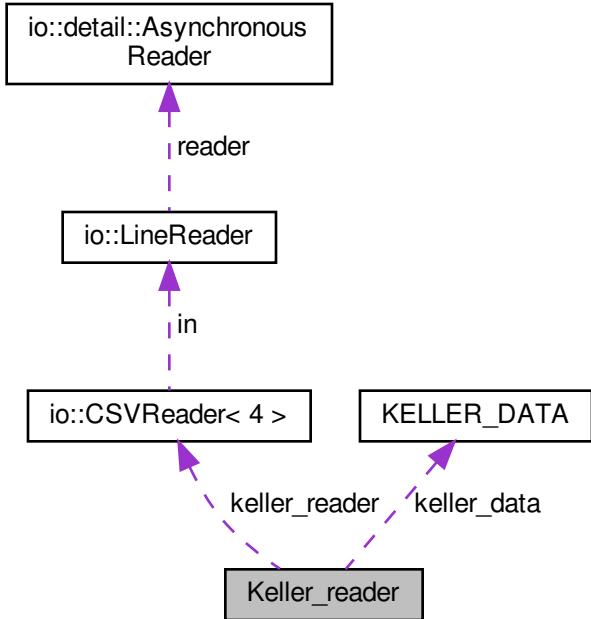 io::detail::Asynchronous
Reader
reader
io::LineReader
in
io::CSVReader< 4 >
KELLER_DATA
keller_reader
keller_data
Keller_reader